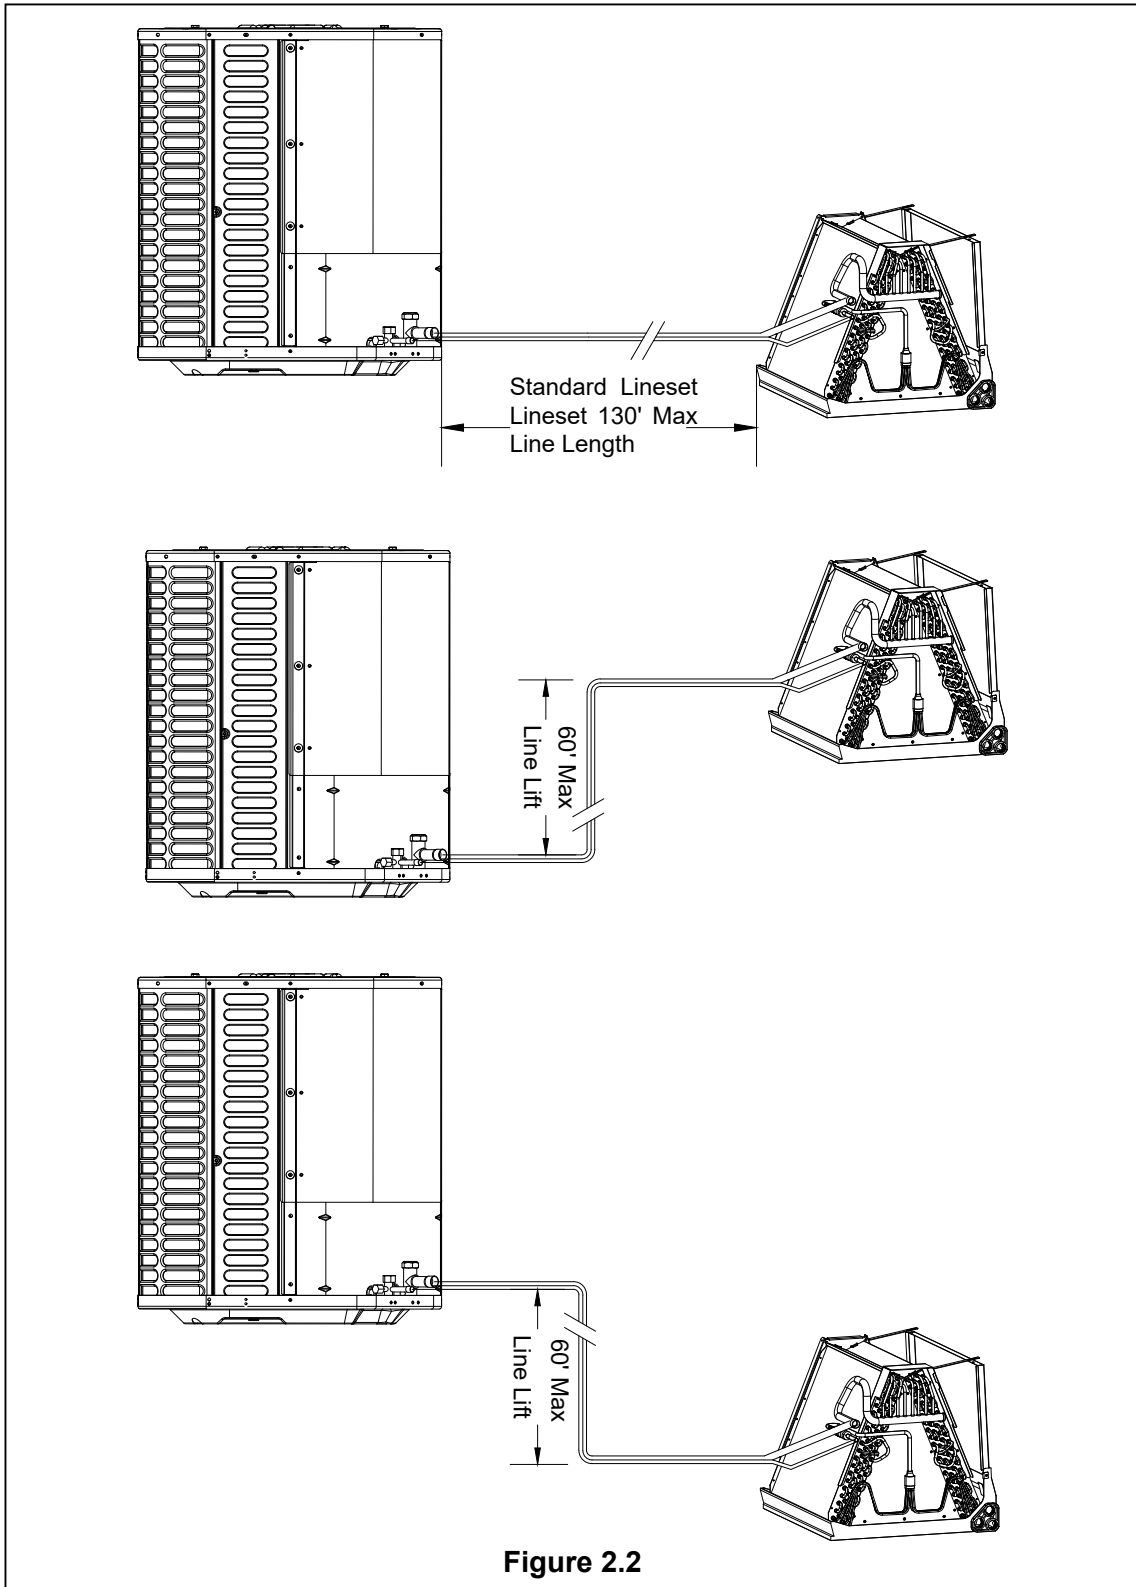 Standard Lineset
Lineset 130' Max
Line Length
60' Max
Line Lift
60' Max
Line Lift
Figure 2.2